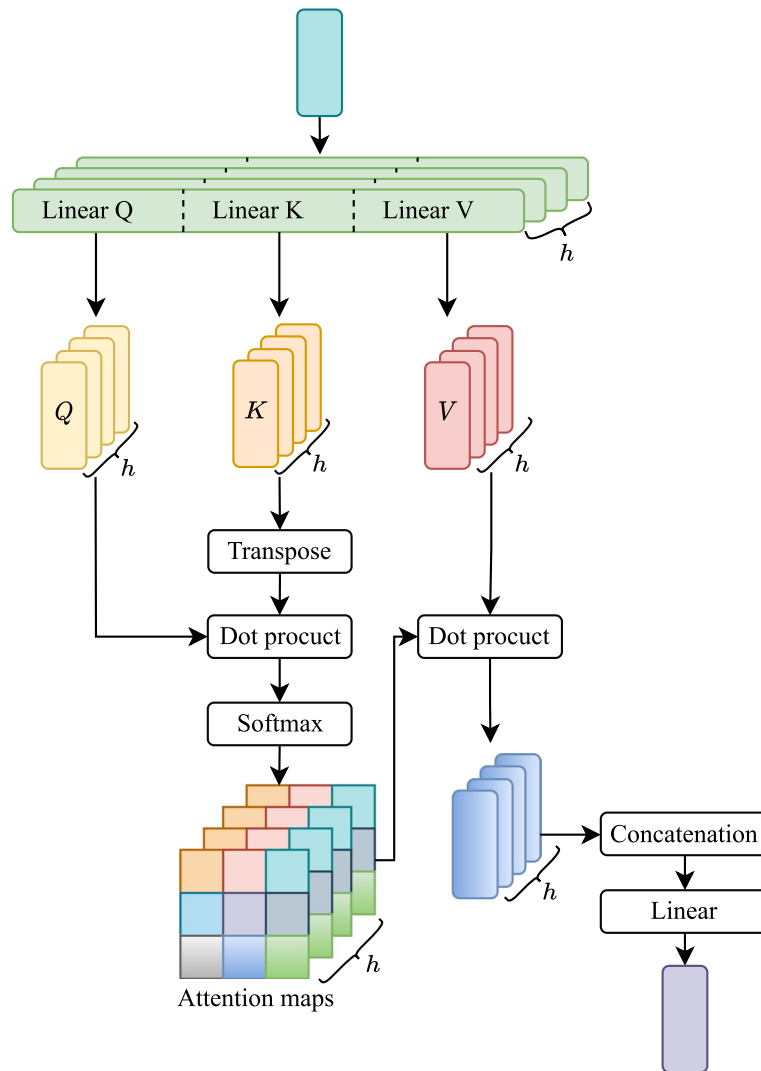 Linear Q Linear K Linear V
h
Q K V
h h h
Transpose
Dot procuct Dot procuct
Softmax
Concatenation
h
Linear
h
Attention maps